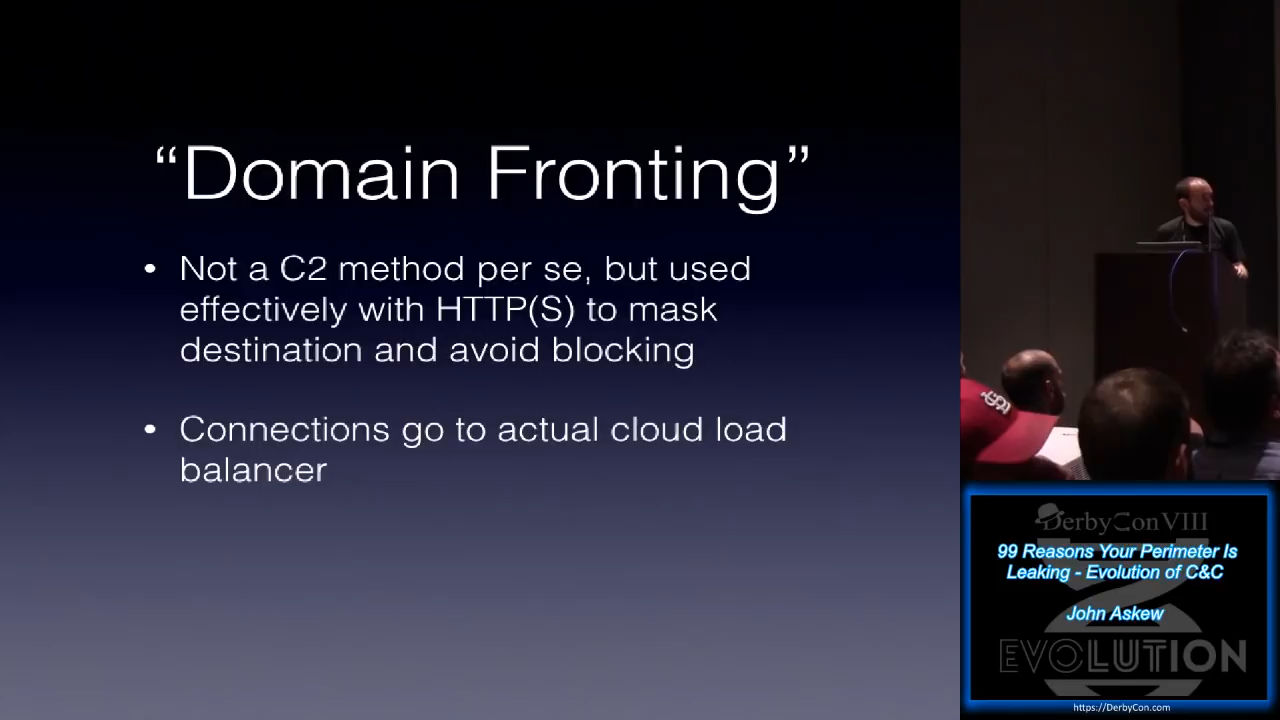 “Domain Fronting”
• Not a C2 method per se, but used
effectively with HTTP(S) to mask
destination and avoid blocking
• Connections go to actual cloud load
balancer
DerbyCon VIII
99 Reasons Your Perimeter Is
Leaking - Evolution of C&C
John Askew
EVOLUTION
https://DerbyCon.com